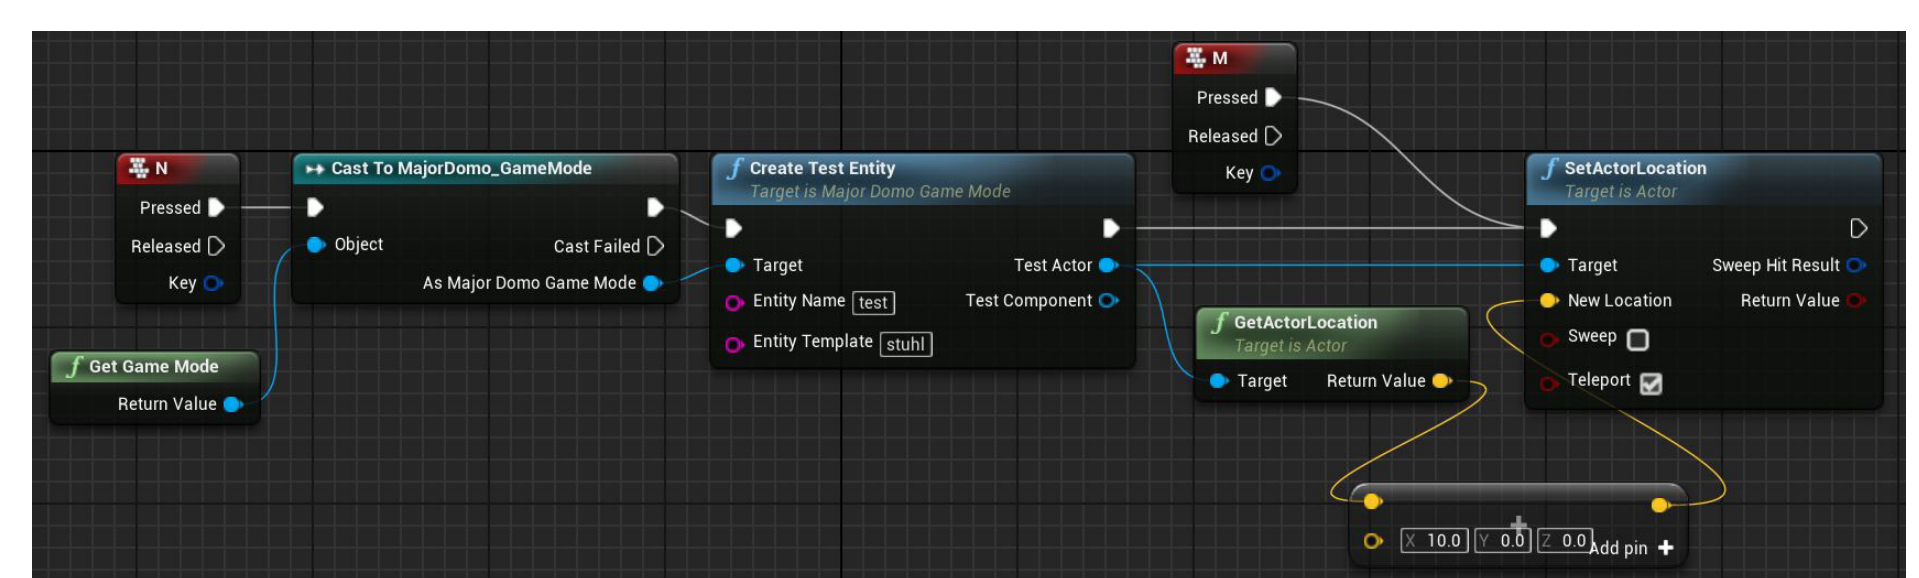 N
Pressed
Released
Key
Get Game Mode
Return Value
Cast To MajorDomo_GameMode
Object
Cast Failed
As Major Domo Game Mode
f Create Test Entity
Target is Major Domo Game Mode
Target
Test Actor
Entity Name test
Test Component
Entity Template stuhl
M
Pressed
Released
Key
f GetActorLocation
Target is Actor
Target
Return Value
f SetActorLocation
Target is Actor
Target
Sweep Hit Result
New Location
Return Value
Sweep
Teleport
X 10.0 Y 0.0 Z 0.0
Add pin +